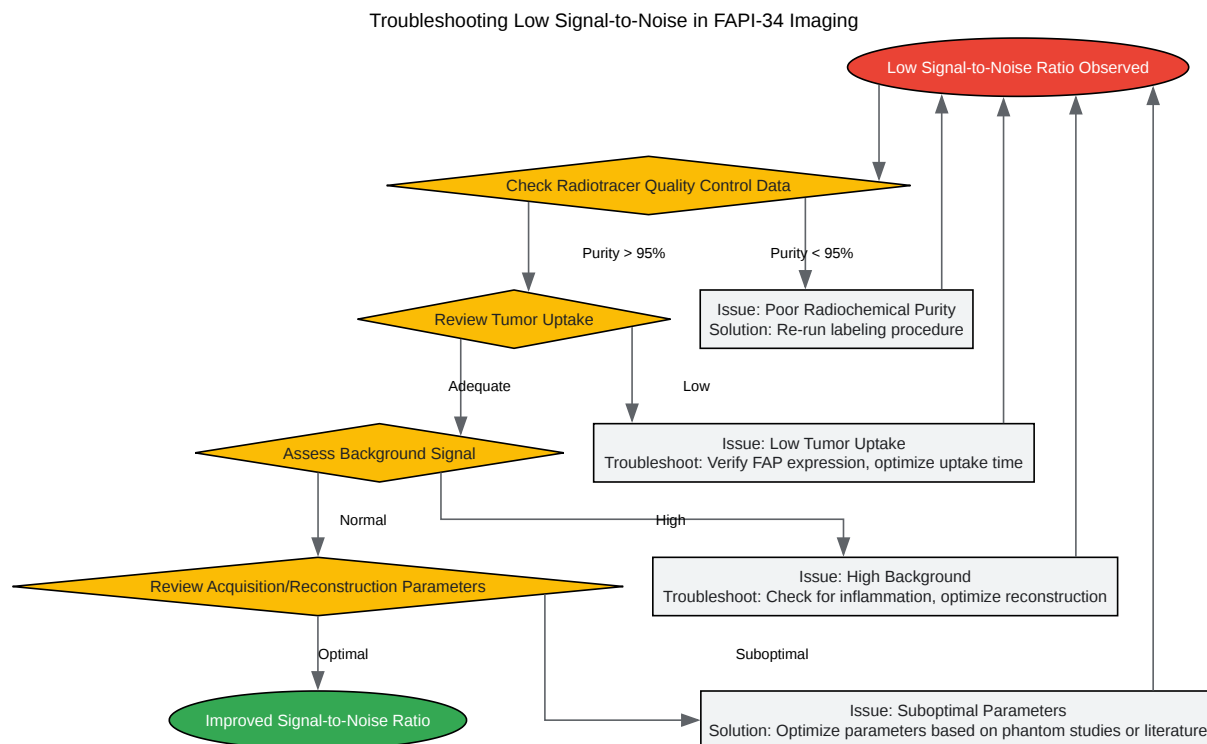 Troubleshooting Low Signal-to-Noise in FAPI-34 Imaging
Low Signal-to-Noise Ratio Observed
Check Radiotracer Quality Control Data
Purity > 95%
Purity < 95%
Issue: Poor Radiochemical Purity
Solution: Re-run labeling procedure
Review Tumor Uptake
Adequate
Low
Issue: Low Tumor Uptake
Troubleshoot: Verify FAP expression, optimize uptake time
Assess Background Signal
Normal
High
Issue: High Background
Troubleshoot: Check for inflammation, optimize reconstruction
Review Acquisition/Reconstruction Parameters
Optimal
Suboptimal
Issue: Suboptimal Parameters
Solution: Optimize parameters based on phantom studies or literature
Improved Signal-to-Noise Ratio